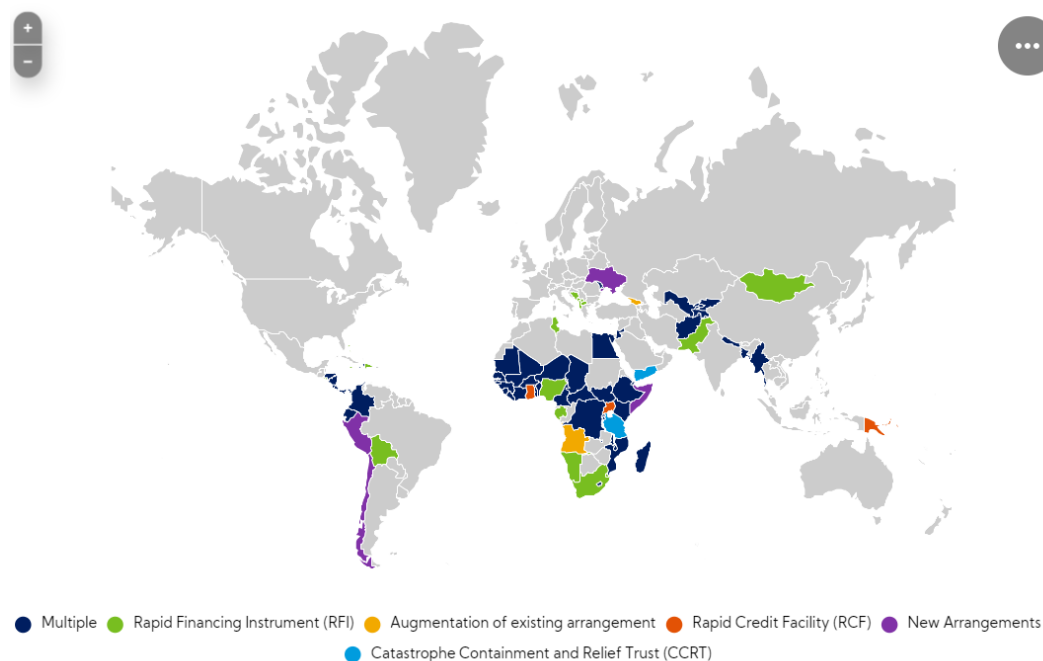 +
−
Multiple Rapid Financing Instrument (RFI) Augmentation of existing arrangement Rapid Credit Facility (RCF) New Arrangements
Catastrophe Containment and Relief Trust (CCRT)